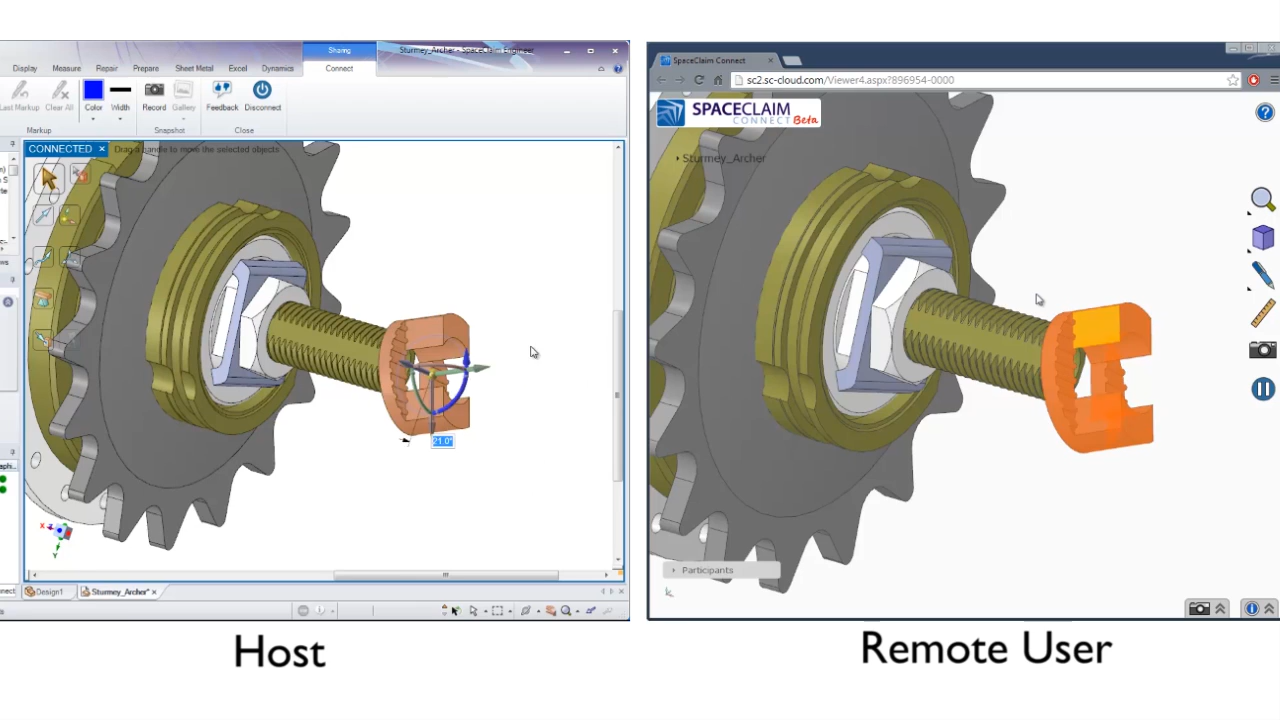 Sharing
Sturmey_Archer - SpaceClaim Engineer
Display Measure Repair Prepare Sheet Metal Excel Dynamics Connect
Last Markup Clear All Color Width Record Gallery Feedback Disconnect
Markup Snapshot Close
CONNECTED Drag a handle to move the selected objects
21.0°
X Z
Y
Design1 Sturmey_Archer*
SpaceClaim Connect
sc2.sc-cloud.com/Viewer4.aspx?896954-0000
SPACECLAIM
CONNECT Beta
Sturmey_Archer
Participants
Host
Remote User